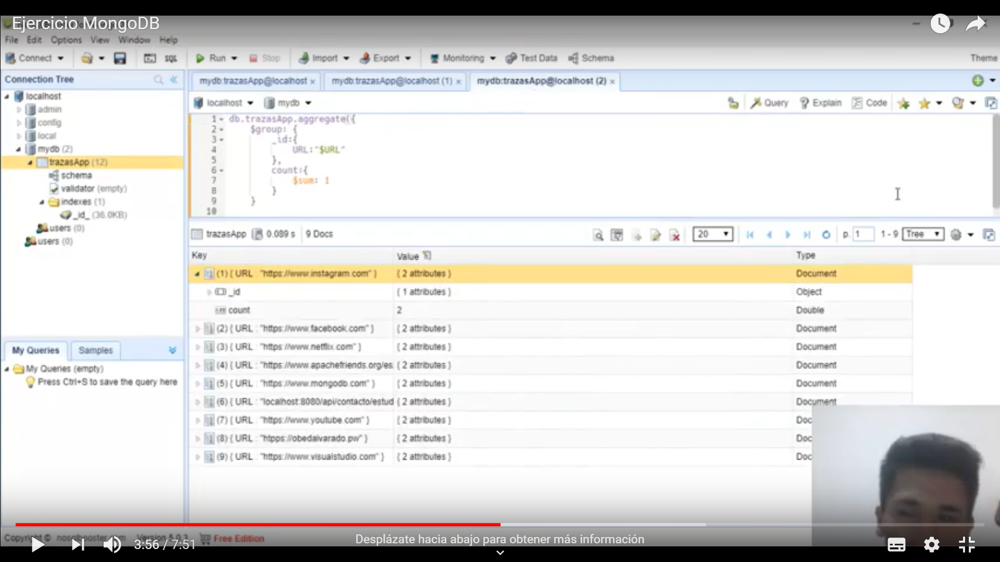 Ejercicio MongoDB
File Edit Options View Window Help
Connect SQL Run Stop Import Export Monitoring Test Data Schema Theme
Connection Tree
localhost
admin
config
local
mydb (2)
trazasApp (12)
schema
validator (empty)
indexes (1)
_id_ (36.0KB)
users (0)
users (0)
My Queries Samples
My Queries (empty)
Press Ctrl+S to save the query here
mydb:trazasApp@localhost × mydb:trazasApp@localhost (1) × mydb:trazasApp@localhost (2) ×
localhost mydb Query Explain Code
1 db.trazasApp.aggregate({
2 $group: {
3 _id:{
4 URL:"$URL"
5 },
6 count:{
7 $sum: 1
8 }
9 }
10
trazasApp 0.089 s 9 Docs 20 p. 1 1 - 9 Tree
Key Value Type
(1) { URL : "https://www.instagram.com" } { 2 attributes } Document
_id { 1 attributes } Object
count 2 Double
(2) { URL : "https://www.facebook.com" } { 2 attributes } Document
(3) { URL : "https://www.netflix.com" } { 2 attributes } Document
(4) { URL : "https://www.apachefriends.org/es. { 2 attributes } Document
(5) { URL : "https://www.mongodb.com" } { 2 attributes } Document
(6) { URL : "localhost:8080/api/contacto/estud { 2 attributes } Document
(7) { URL : "https://www.youtube.com" } { 2 attributes } Doc
(8) { URL : "htpps://obedalvarado.pw" } { 2 attributes } Doc
(9) { URL : "https://www.visualstudio.com" } { 2 attributes } Doc
Copyright © Version 5.0.3 Free Edition
3:56 / 7:51
Desplázate hacia abajo para obtener más información